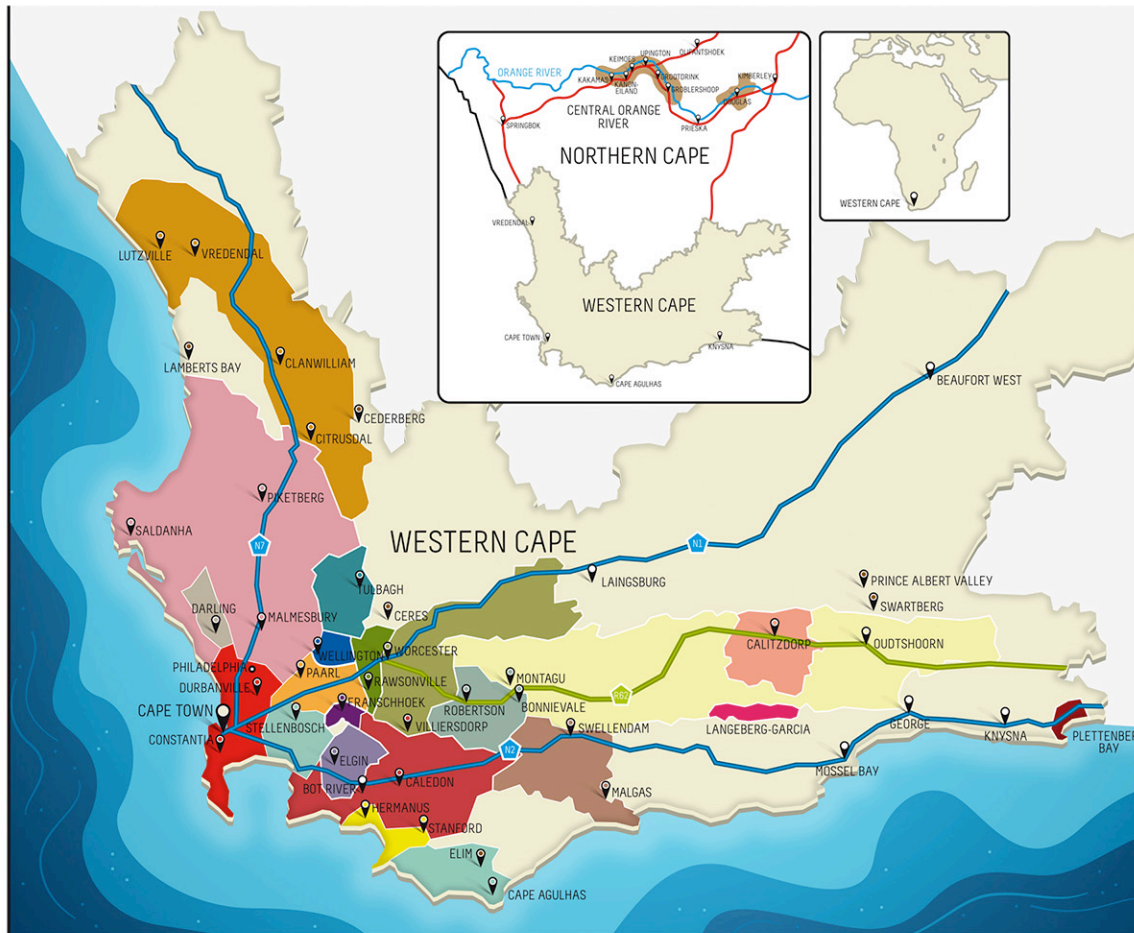 OLIFANTSHOEK
UPINGTON
KEIMOES
ORANGE RIVER
KAKAMAS
KANON-
EILAND
GROOTDRINK
GROBLERSHOOP
KIMBERLEY
DOUGLAS
CENTRAL ORANGE
RIVER
SPRINGBOK
PRIESKA
NORTHERN CAPE
VREDENDAL
WESTERN CAPE
CAPE TOWN
KNYSNA
CAPE AGULHAS
WESTERN CAPE
LUTZVILLE
VREDENDAL
LAMBERTS BAY
CLANWILLIAM
CEDERBERG
CITRUSDAL
BEAUFORT WEST
PIKETBERG
SALDANHA
N7
WESTERN CAPE
N1
LAINGSBURG
TULBAGH
PRINCE ALBERT VALLEY
SWARTBERG
DARLING
MALMESBURY
CERES
CALITZDORP
OUDTSHOORN
WELLINGTON
WORCESTER
PHILADELPHIA
PAARL
RAWSONVILLE
MONTAGU
DURBANVILLE
FRANSCHHOEK
ROBERTSON
BONNIEVALE
R62
CAPE TOWN
STELLENBOSCH
VILLIERSDORP
SWELLENDAM
LANGEBERG-GARCIA
GEORGE
KNYSNA
PLETTENBERG
BAY
CONSTANTIA
ELGIN
N2
MOSSEL BAY
BOT RIVER
CALEDON
MALGAS
HERMANUS
STANFORD
ELIM
CAPE AGULHAS